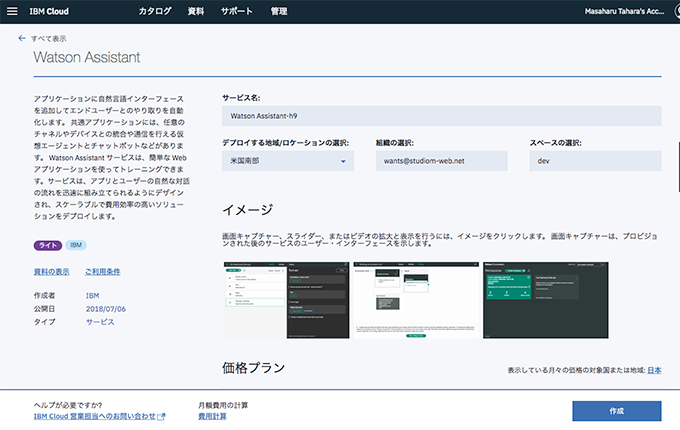 IBM Cloud
カタログ 資料 サポート 管理
Masaharu Tahara's Acc...
← すべて表示
Watson Assistant
アプリケーションに自然言語インターフェース
を追加してエンドユーザーとのやり取りを自動
化します。 共通アプリケーションには、任意の
チャネルやデバイスとの統合や通信を行える仮
想エージェントとチャットボットなどがありま
す。 Watson Assistant サービスは、簡単な Web
アプリケーションを使ってトレーニングできま
す。サービスは、アプリとユーザーの自然な対話
の流れを迅速に組み立てられるようにデザイン
され、スケーラブルで費用効率の高いソリュー
ションをデプロイします。
ライト IBM
資料の表示 ご利用条件
作成者 IBM
公開日 2018/07/06
タイプ サービス
サービス名:
Watson Assistant-h9
デプロイする地域/ロケーションの選択: 組織の選択: スペースの選択:
米国南部 wants@studiom-web.net dev
イメージ
画面キャプチャー、スライダー、またはビデオの拡大と表示を行うには、イメージをクリックします。 画面キャプチャーは、プロビジョ
ンされた後のサービスのユーザー・インターフェースを示します。
価格プラン
表示している月々の価格の対象国または地域: 日本
ヘルプが必要ですか?
IBM Cloud 営業担当へのお問い合わせ
月額費用の計算
費用計算
作成